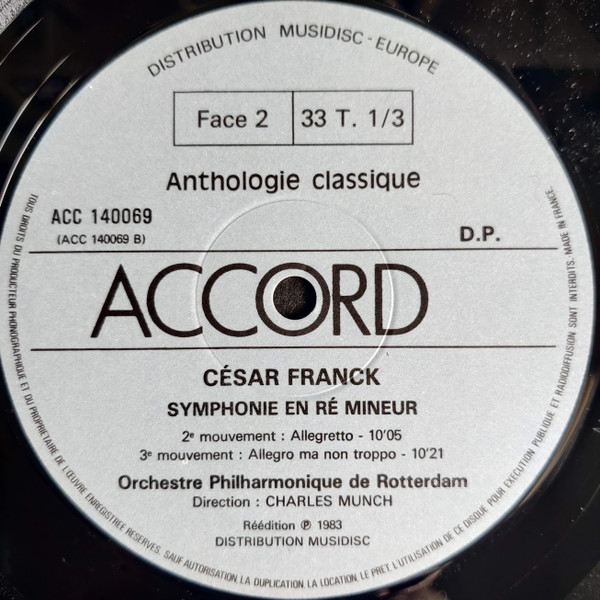 DISTRIBUTION MUSIDISC - EUROPE
Face 2 33 T. 1/3
Anthologie classique
ACC 140069
(ACC 140069 B)
D.P.
ACCORD
CÉSAR FRANCK
SYMPHONIE EN RÉ MINEUR
2e mouvement : Allegretto - 10'05
3e mouvement : Allegro ma non troppo - 10'21
Orchestre Philharmonique de Rotterdam
Direction : CHARLES MUNCH
Réédition ℗ 1983
DISTRIBUTION MUSIDISC
TOUS DROITS DU PRODUCTEUR PHONOGRAPHIQUE ET DU PROPRIETAIRE DE L'ŒUVRE ENREGISTREE RESERVES. SAUF AUTORISATION, LA DUPLICATION, LA LOCATION, LE PRET, L'UTILISATION DE CE DISQUE POUR EXECUTION PUBLIQUE ET RADIODIFFUSION SONT INTERDITS. MADE IN FRANCE.